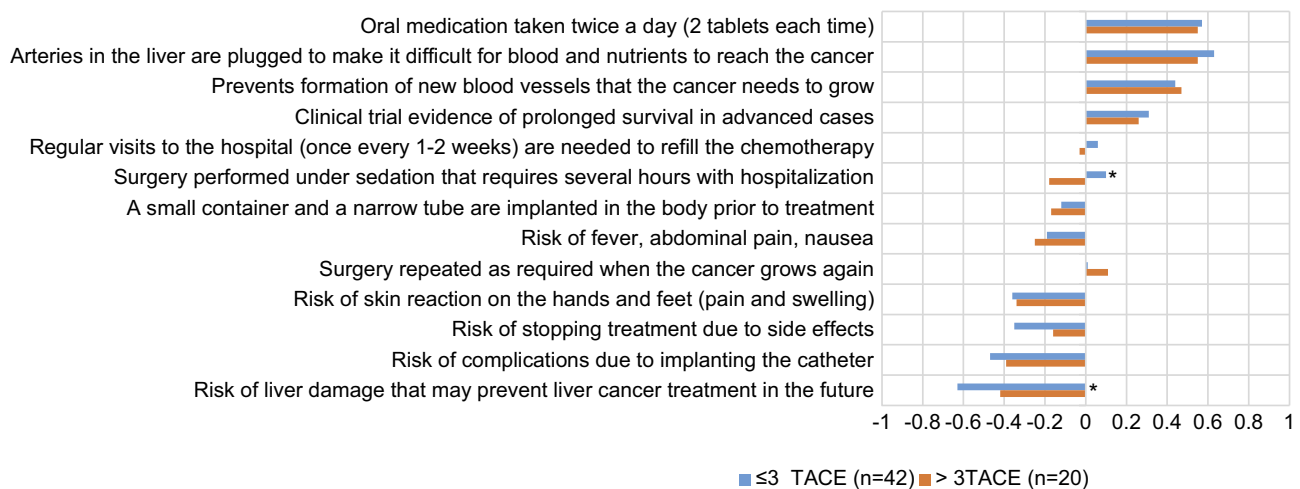 Oral medication taken twice a day (2 tablets each time)
Arteries in the liver are plugged to make it difficult for blood and nutrients to reach the cancer
Prevents formation of new blood vessels that the cancer needs to grow
Clinical trial evidence of prolonged survival in advanced cases
Regular visits to the hospital (once every 1-2 weeks) are needed to refill the chemotherapy
Surgery performed under sedation that requires several hours with hospitalization *
A small container and a narrow tube are implanted in the body prior to treatment
Risk of fever, abdominal pain, nausea
Surgery repeated as required when the cancer grows again
Risk of skin reaction on the hands and feet (pain and swelling)
Risk of stopping treatment due to side effects
Risk of complications due to implanting the catheter
Risk of liver damage that may prevent liver cancer treatment in the future *
-1 -0.8 -0.6 -0.4 -0.2 0 0.2 0.4 0.6 0.8 1
≤3 TACE (n=42) > 3TACE (n=20)